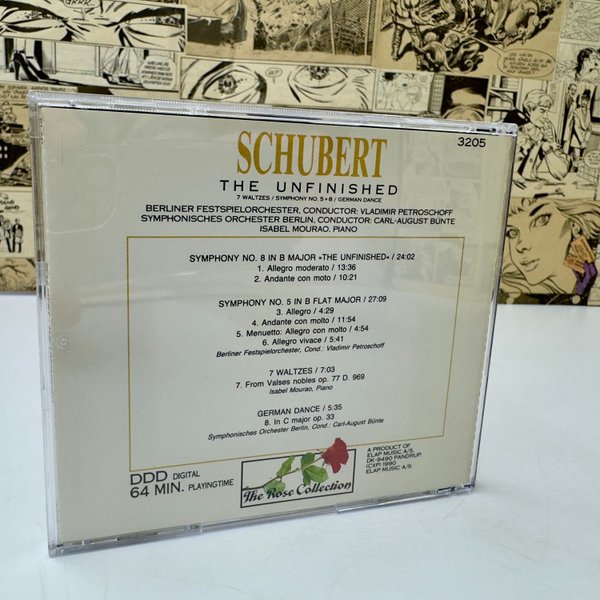 SCHUBERT
3205
THE UNFINISHED
7 WALTZES / SYMPHONY NO. 5 + 8 / GERMAN DANCE
BERLINER FESTSPIELORCHESTER, CONDUCTOR: VLADIMIR PETROSCHOFF
SYMPHONISCHES ORCHESTER BERLIN, CONDUCTOR: CARL-AUGUST BÜNTE
ISABEL MOURAO, PIANO
SYMPHONY NO. 8 IN B MAJOR »THE UNFINISHED« / 24:02
1. Allegro moderato / 13:36
2. Andante con moto / 10:21
SYMPHONY NO. 5 IN B FLAT MAJOR / 27:09
3. Allegro / 4:29
4. Andante con molto / 11:54
5. Menuetto: Allegro con molto / 4:54
6. Allegro vivace / 5:41
Berliner Festspielorchester, Cond.: Vladimir Petroschoff
7 WALTZES / 7:03
7. From Valses nobles op. 77 D. 969
Isabel Mourao, Piano
GERMAN DANCE / 5:35
8. In C major op. 33
Symphonisches Orchester Berlin, Cond.: Carl-August Bünte
DDD DIGITAL
64 MIN. PLAYINGTIME
The Rose Collection
A PRODUCT OF
ELAP MUSIC A/S
DK-9490 PANDRUP.
(C)(P) 1990
ELAP MUSIC A/S